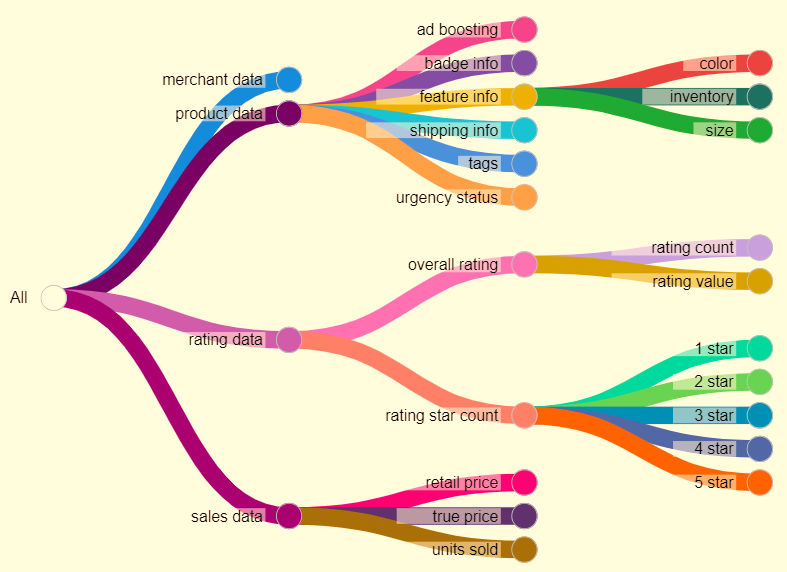 All
merchant data
product data
ad boosting
badge info
feature info
color
inventory
size
shipping info
tags
urgency status
rating data
overall rating
rating count
rating value
rating star count
1 star
2 star
3 star
4 star
5 star
sales data
retail price
true price
units sold